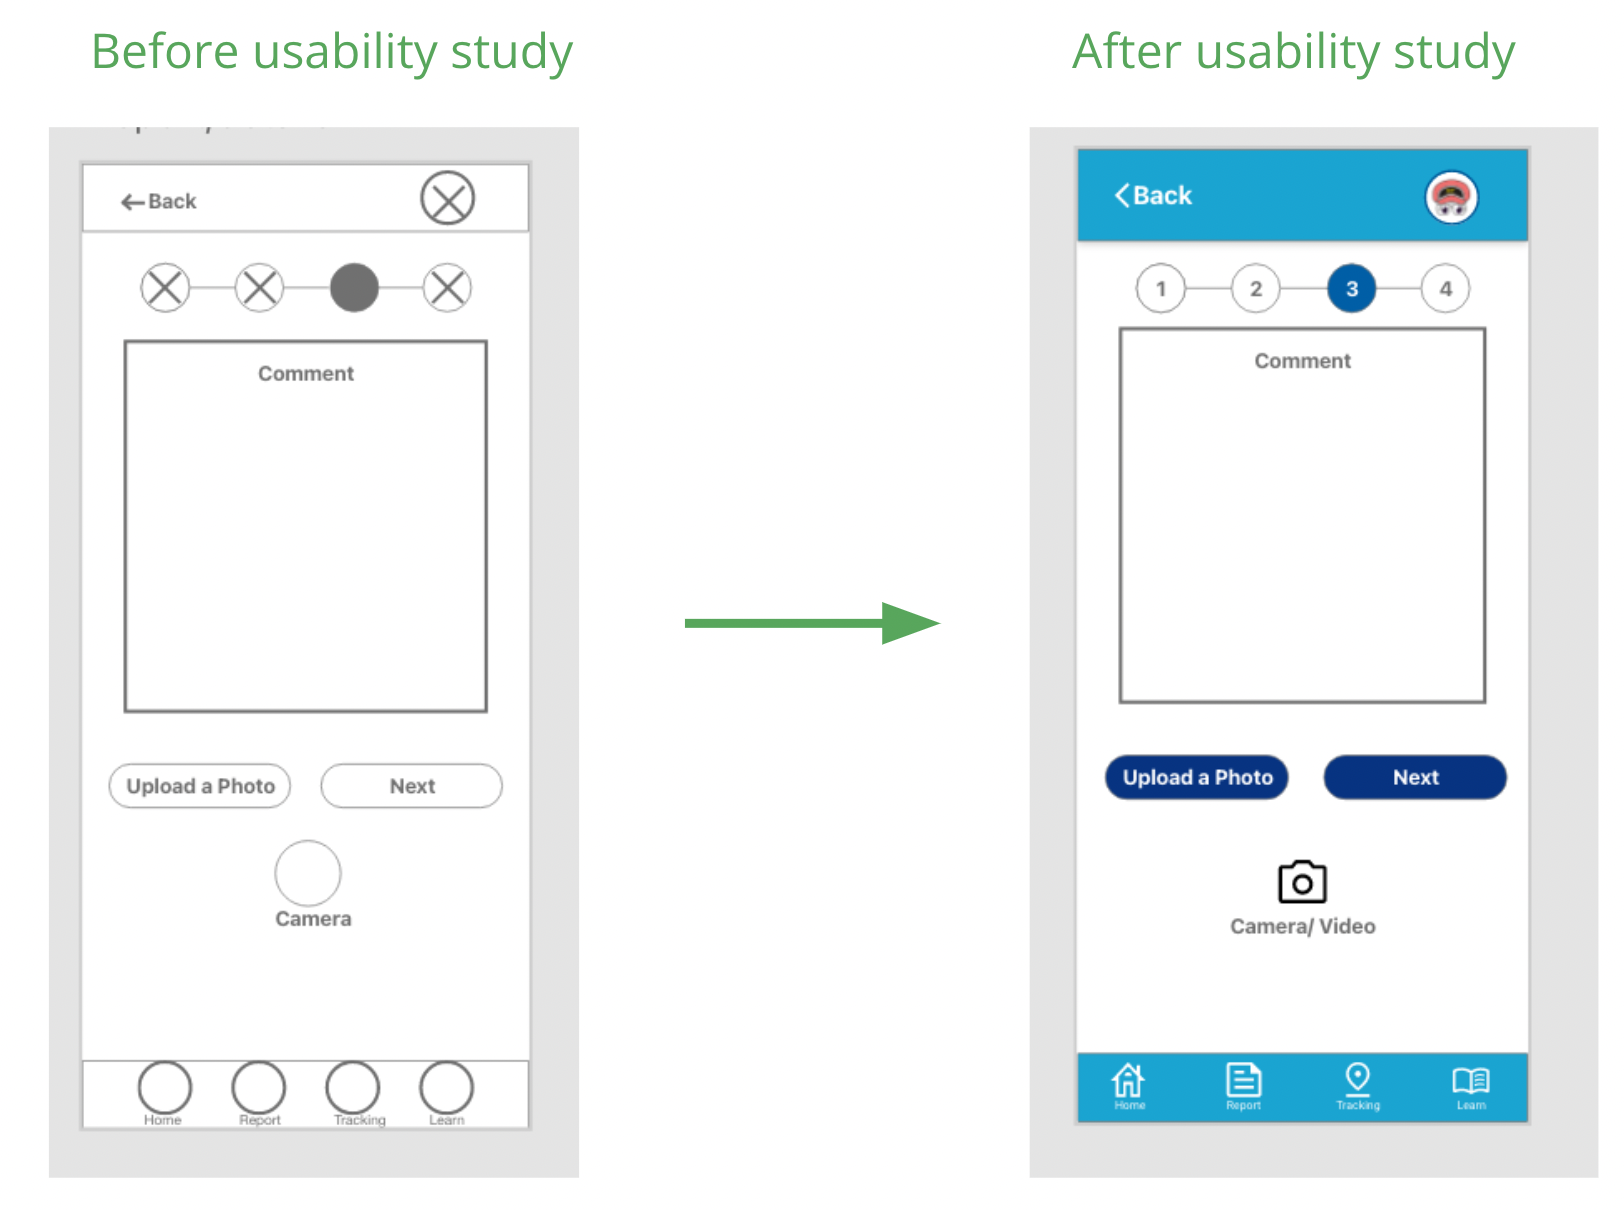 Before usability study
After usability study
Back
Comment
Upload a Photo
Next
Camera
Home
Report
Tracking
Learn
Back
1
2
3
4
Comment
Upload a Photo
Next
Camera/ Video
Home
Report
Tracking
Learn